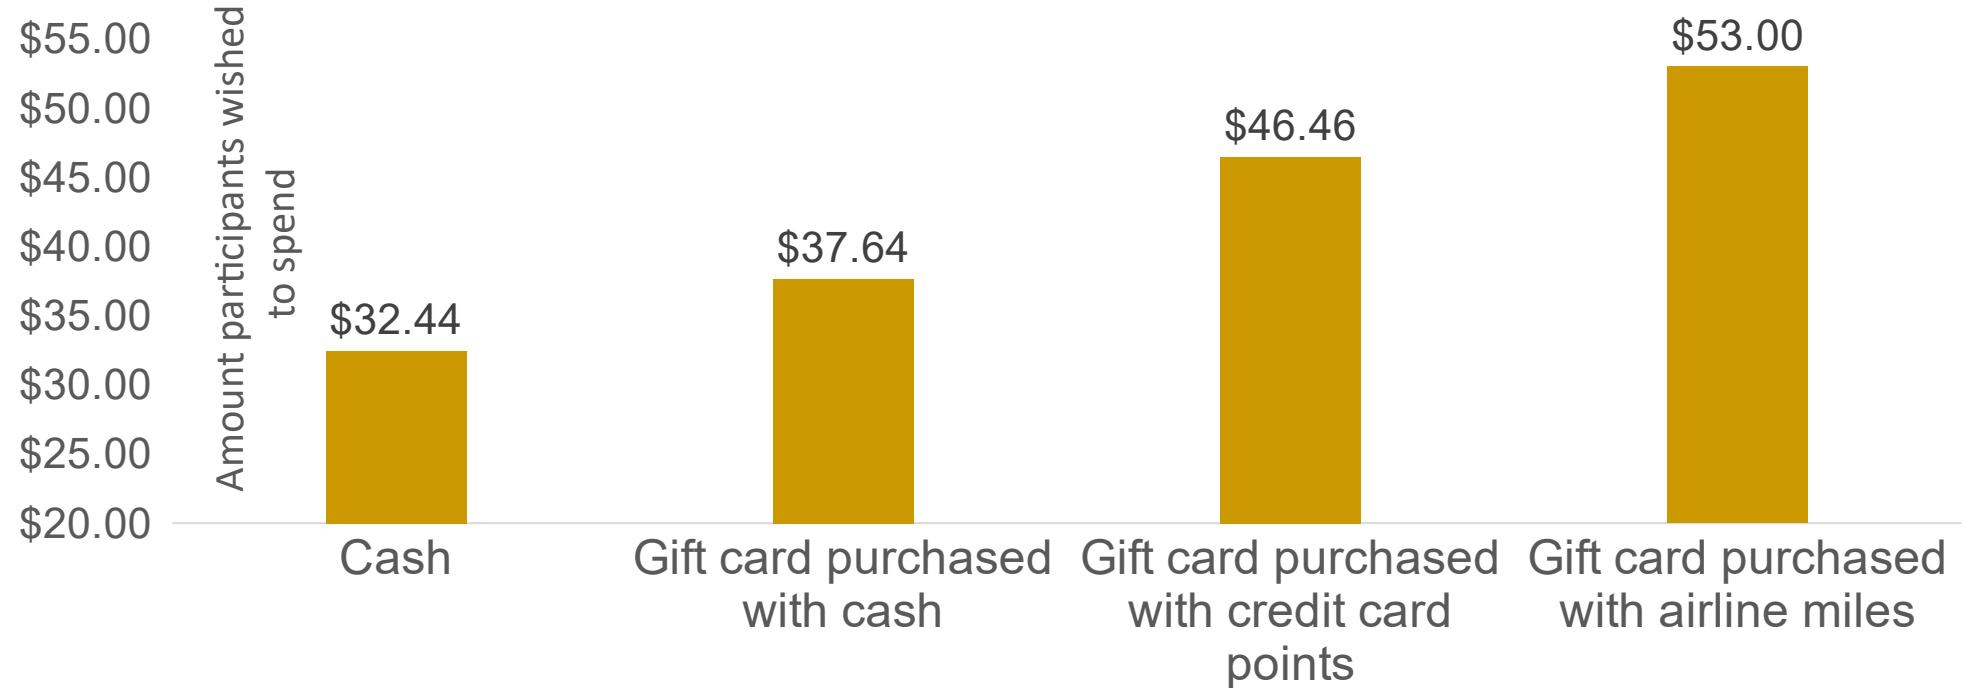 Amount participants wished
to spend
$55.00
$50.00
$45.00
$40.00
$35.00
$30.00
$25.00
$20.00
$32.44
$37.64
$46.46
$53.00
Cash
Gift card purchased
with cash
Gift card purchased
with credit card
points
Gift card purchased
with airline miles